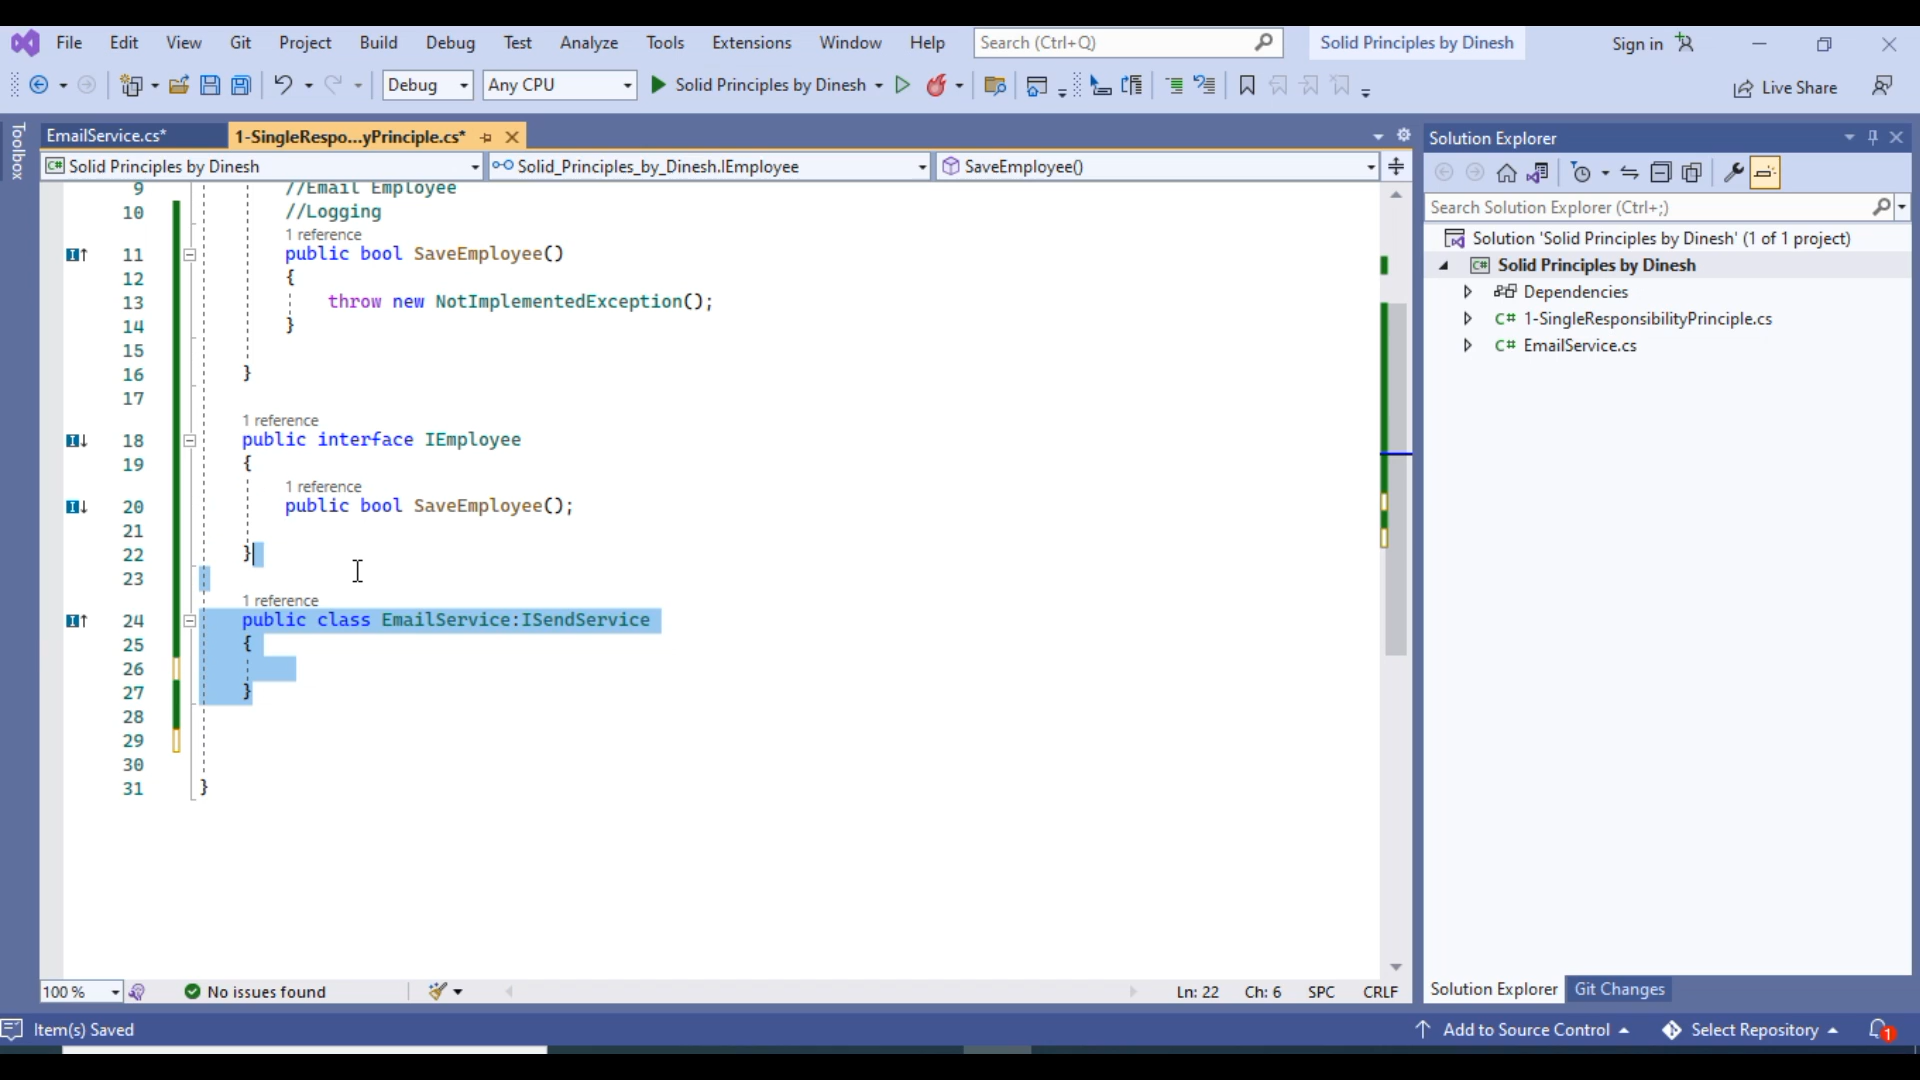 File Edit View Git Project Build Debug Test Analyze Tools Extensions Window Help Search (Ctrl+Q) Solid Principles by Dinesh Sign in
Debug Any CPU Solid Principles by Dinesh Live Share
Toolbox
EmailService.cs* 1-SingleRespo...yPrinciple.cs*
Solid Principles by Dinesh Solid_Principles_by_Dinesh.IEmployee SaveEmployee()
9 //Email Employee
10 //Logging
1 reference
11 public bool SaveEmployee()
12 {
13 throw new NotImplementedException();
14 }
15
16 }
17
1 reference
18 public interface IEmployee
19 {
1 reference
20 public bool SaveEmployee();
21
22 }
23
1 reference
24 public class EmailService:ISendService
25 {
26
27 }
28
29
30
31 }
100 % No issues found Ln: 22 Ch: 6 SPC CRLF
Solution Explorer
Search Solution Explorer (Ctrl+;)
Solution 'Solid Principles by Dinesh' (1 of 1 project)
C# Solid Principles by Dinesh
Dependencies
C# 1-SingleResponsibilityPrinciple.cs
C# EmailService.cs
Solution Explorer Git Changes
Item(s) Saved Add to Source Control Select Repository 1